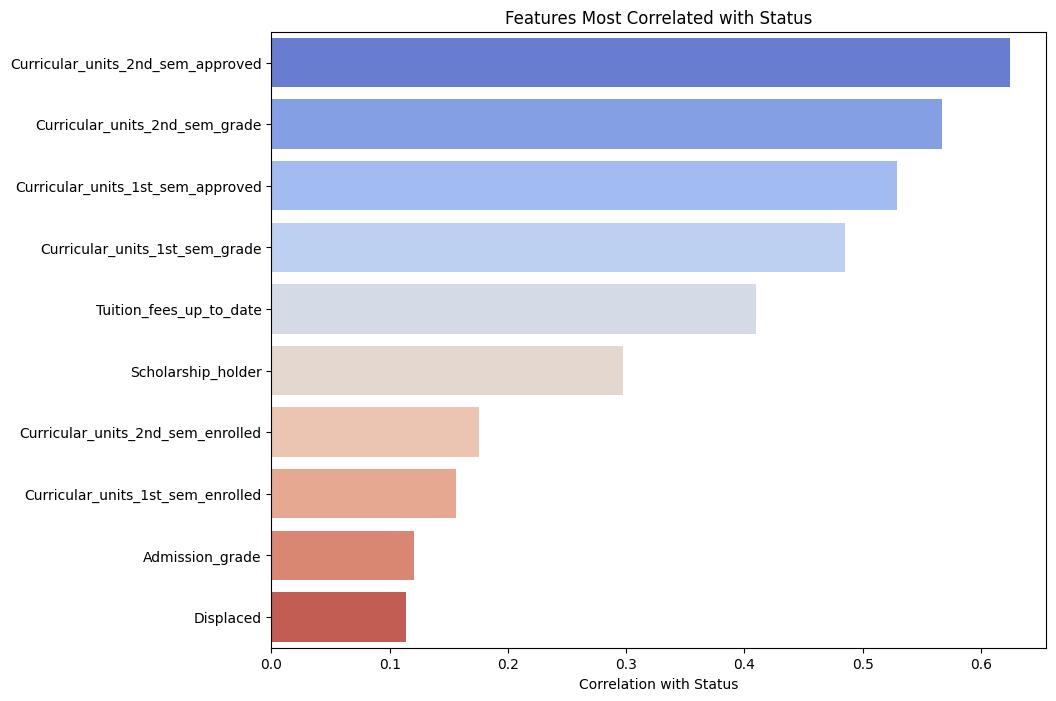 Features Most Correlated with Status
Curricular_units_2nd_sem_approved
Curricular_units_2nd_sem_grade
Curricular_units_1st_sem_approved
Curricular_units_1st_sem_grade
Tuition_fees_up_to_date
Scholarship_holder
Curricular_units_2nd_sem_enrolled
Curricular_units_1st_sem_enrolled
Admission_grade
Displaced
0.0 0.1 0.2 0.3 0.4 0.5 0.6
Correlation with Status